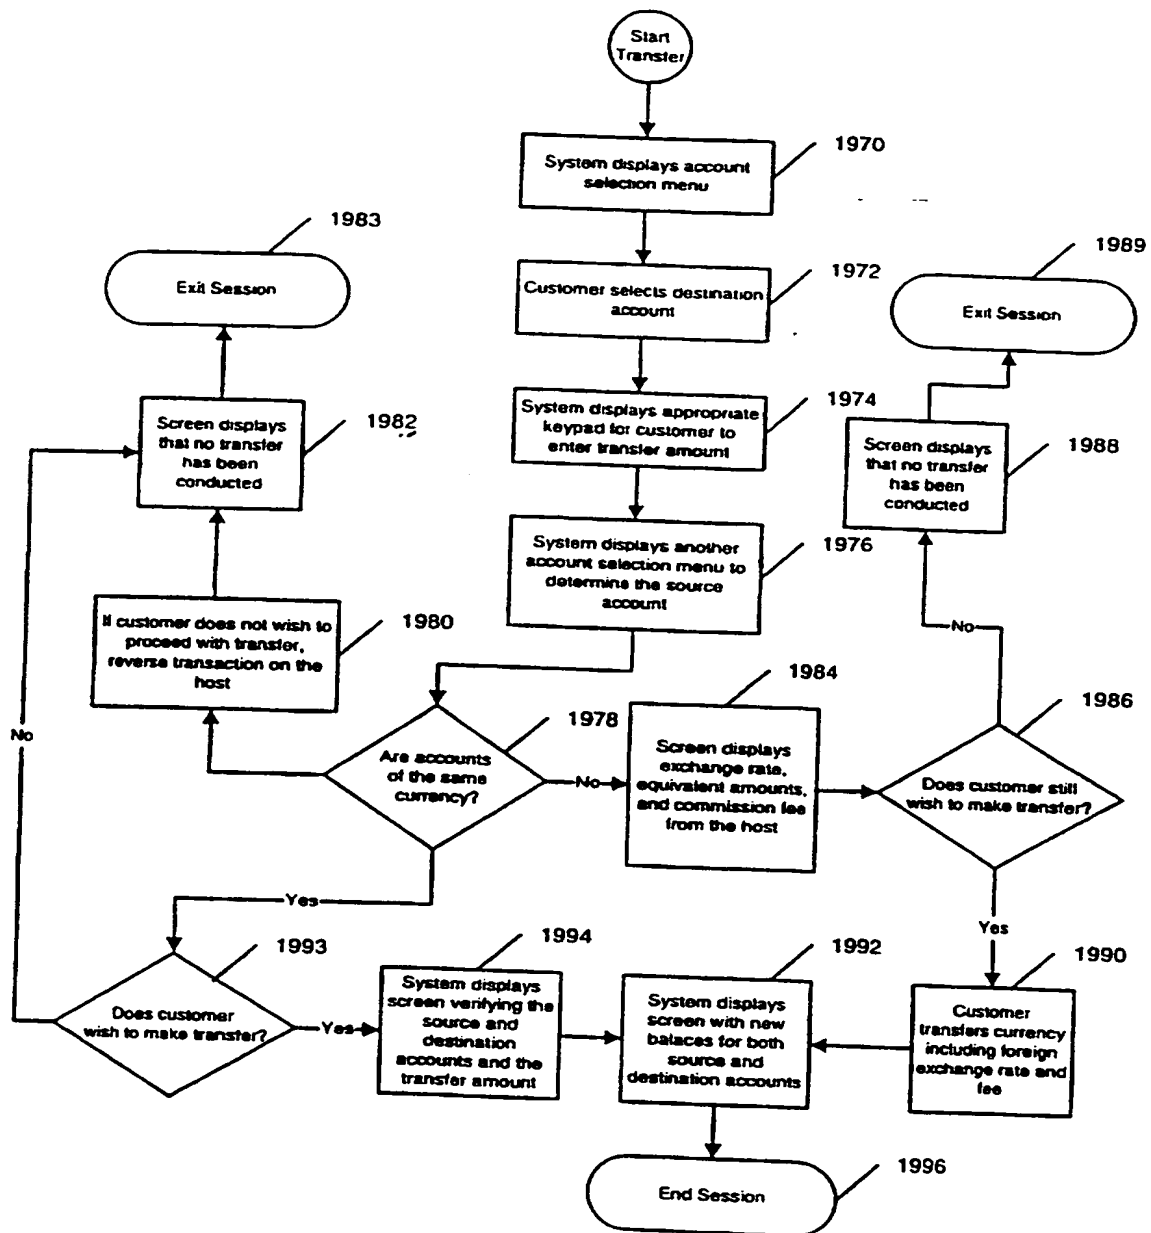 Start
Transfer
1970
System displays account
selection menu
1983
Exit Session
1972
Customer selects destination
account
1989
Exit Session
1974
System displays appropriate
keypad for customer to
enter transfer amount
1982
Screen displays
that no transfer
has been
conducted
1988
Screen displays
that no transfer
has been
conducted
1976
System displays another
account selection menu to
determine the source
account
1980
If customer does not wish to
proceed with transfer,
reverse transaction on the
host
No
1978
Are accounts
of the same
currency?
No
1984
Screen displays
exchange rate,
equivalent amounts,
and commission fee
from the host
No
1986
Does customer still
wish to make transfer?
Yes
Yes
1993
Does customer
wish to make transfer?
Yes
1994
System displays
screen verifying the
source and
destination
accounts and the
transfer amount
1992
System displays
screen with new
balaces for both
source and
destination accounts
1990
Customer
transfers currency
including foreign
exchange rate and
fee
1996
End Session